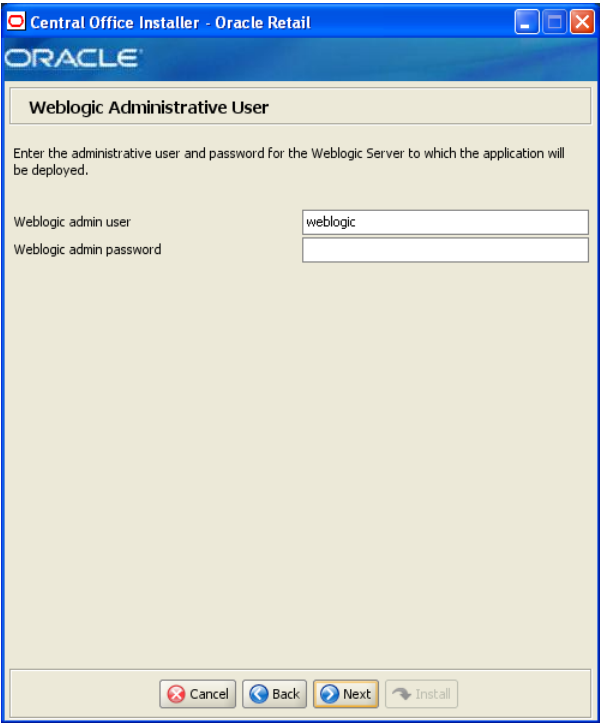 Central Office Installer - Oracle Retail
ORACLE
Weblogic Administrative User
Enter the administrative user and password for the Weblogic Server to which the application will
be deployed.
Weblogic admin user weblogic
Weblogic admin password
Cancel Back Next Install